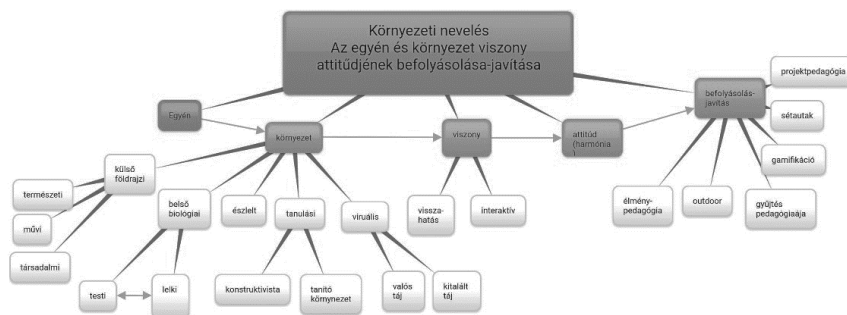 Környezeti nevelés
Az egyén és környezet viszony
attitűdjének befolyásolása-javítása
Egyén
környezet
viszony
attitűd
(harmónia
)
befolyásolás-
javítás
projektpedagógia
sétautak
gamifikáció
gyűjtés
pedagógiaája
outdoor
élmény-
pedagógia
külső
földrajzi
természeti
művi
társadalmi
belső
biológiai
testi
lelki
észlelt
tanulási
konstruktivista
tanító
környnezet
viruális
valós
táj
kitalált
táj
vissza-
hatás
interaktív